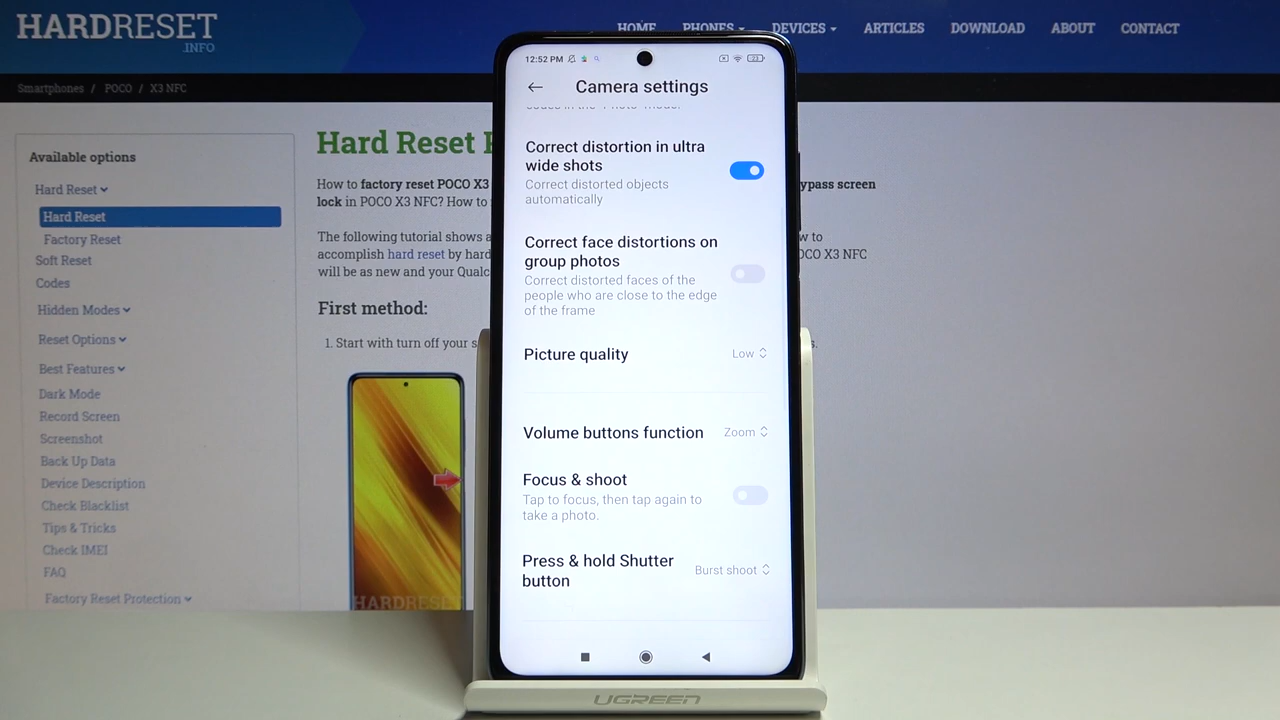 HARDRESET
.INFO
HOME PHONES DEVICES ARTICLES DOWNLOAD ABOUT CONTACT
Smartphones / POCO / X3 NFC
Available options
Hard Reset
Hard Reset
Factory Reset
Soft Reset
Codes
Hidden Modes
Reset Options
Best Features
Dark Mode
Record Screen
Screenshot
Back Up Data
Device Description
Check Blacklist
Tips & Tricks
Check IMEI
FAQ
Factory Reset Protection
Hard Reset
How to factory reset POCO X3
ypass screen
lock in POCO X3 NFC? How to
The following tutorial shows
w to
accomplish hard reset by hard
OCO X3 NFC
will be as new and your Qualc
First method:
1. Start with turn off your s
HARDRESET
12:52 PM
23
Camera settings
Correct distortion in ultra
wide shots
Correct distorted objects
automatically
Correct face distortions on
group photos
Correct distorted faces of the
people who are close to the edge
of the frame
Picture quality Low
Volume buttons function Zoom
Focus & shoot
Tap to focus, then tap again to
take a photo.
Press & hold Shutter
button
Burst shoot
UGREEN